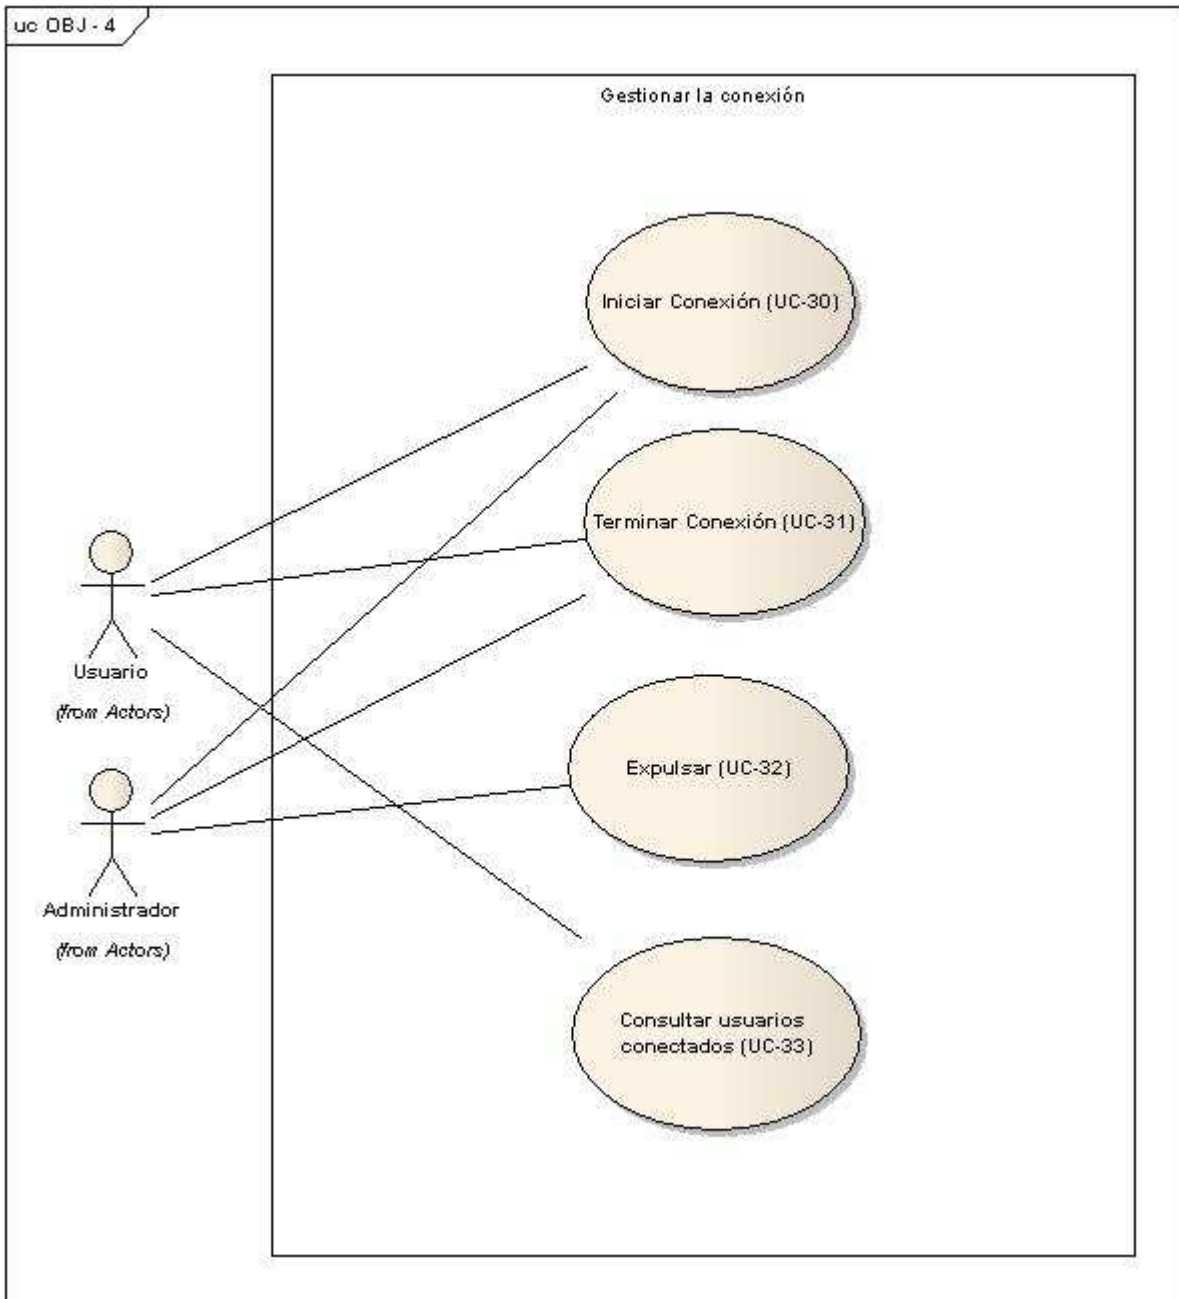 uc OBJ - 4
Gestionar la conexión
Iniciar Conexión (UC-30)
Terminar Conexión (UC-31)
Usuario
(from Actors)
Expulsar (UC-32)
Administrador
(from Actors)
Consultar usuarios
conectados (UC-33)